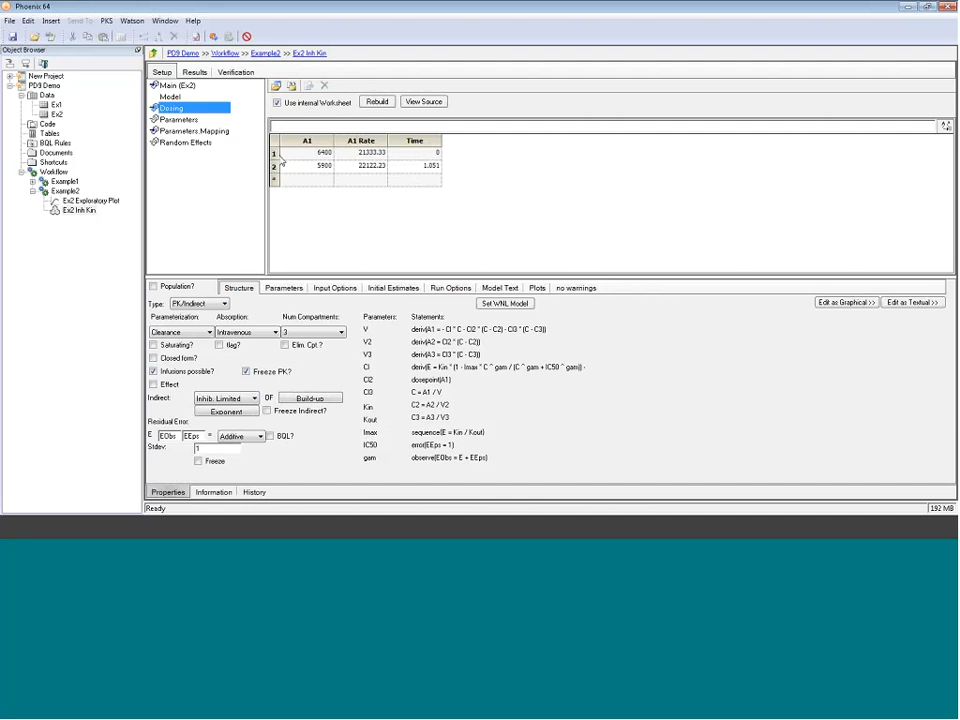 Phoenix 64
File Edit Insert Send To PKS Watson Window Help
Object Browser
PD9 Demo >> Workflow >> Example2 >> Ex2 Inh Kin
New Project
PD9 Demo
Data
Ex1
Ex2
Code
Tables
BQL Rules
Documents
Shortcuts
Workflow
Example1
Example2
Ex2 Exploratory Plot
Ex2 Inh Kin
Setup Results Verification
Main (Ex2)
Model
Dosing
Parameters
Parameters.Mapping
Random Effects
Use internal Worksheet Rebuild View Source
A1 A1 Rate Time
1 6400 21333.33 0
2 5900 22122.23 1.051
*
Population? Structure Parameters Input Options Initial Estimates Run Options Model Text Plots no warnings
Type: PK/Indirect Set WNL Model Edit as Graphical >> Edit as Textual >>
Parameterization: Absorption: Num Compartments: Parameters: Statements:
Clearance Intravenous 3
Saturating? tlag? Elim. Cpt.?
Closed form?
Infusions possible? Freeze PK?
Effect
Indirect: Inhib. Limited OF Build-up
Exponent Freeze Indirect?
Residual Error:
E EObs EEps = Additive BQL?
Stdev: 1
Freeze
V deriv(A1 = - Cl * C - Cl2 * (C - C2) - Cl3 * (C - C3))
V2 deriv(A2 = Cl2 * (C - C2))
V3 deriv(A3 = Cl3 * (C - C3))
Cl deriv(E = Kin * (1 - Imax * C ^ gam / (C ^ gam + IC50 ^ gam)) -
Cl2 dosepoint(A1)
Cl3 C = A1 / V
Kin C2 = A2 / V2
Kout C3 = A3 / V3
Imax sequence(E = Kin / Kout)
IC50 error(EEps = 1)
gam observe(EObs = E + EEps)
Properties Information History
Ready 192 MB